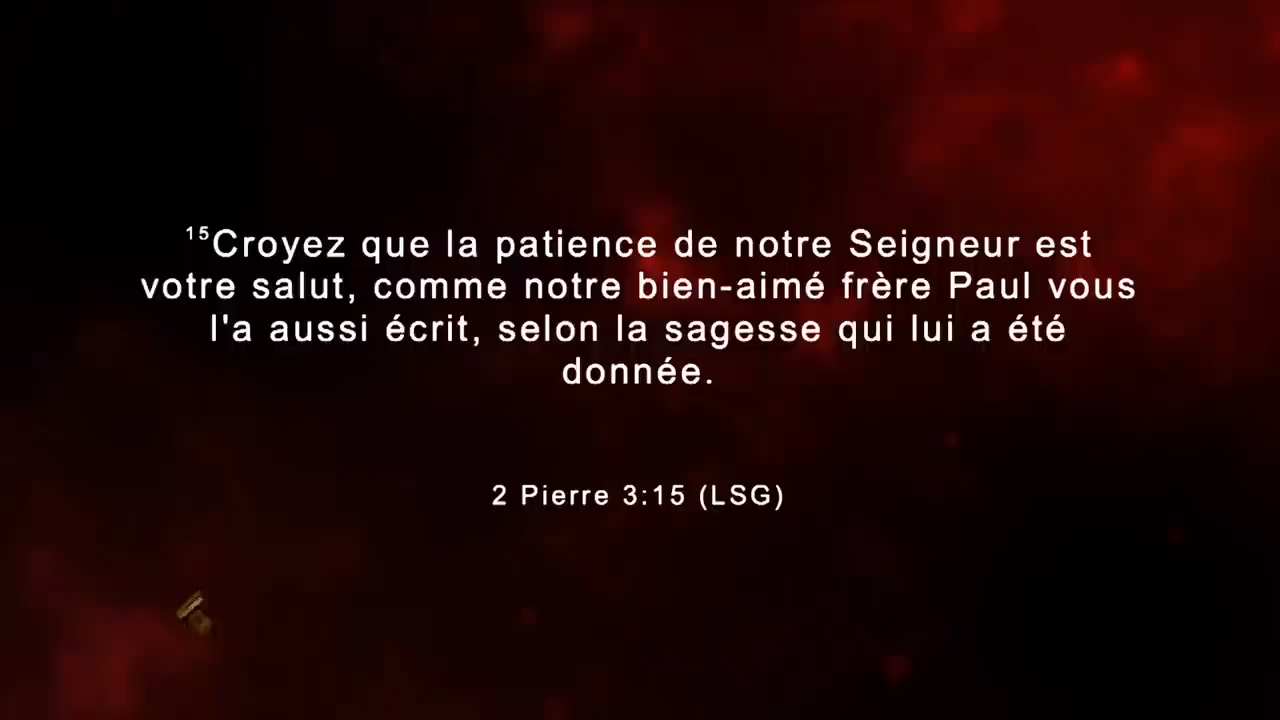 15Croyez que la patience de notre Seigneur est
votre salut, comme notre bien-aimé frère Paul vous
l'a aussi écrit, selon la sagesse qui lui a été
donnée.
2 Pierre 3:15 (LSG)